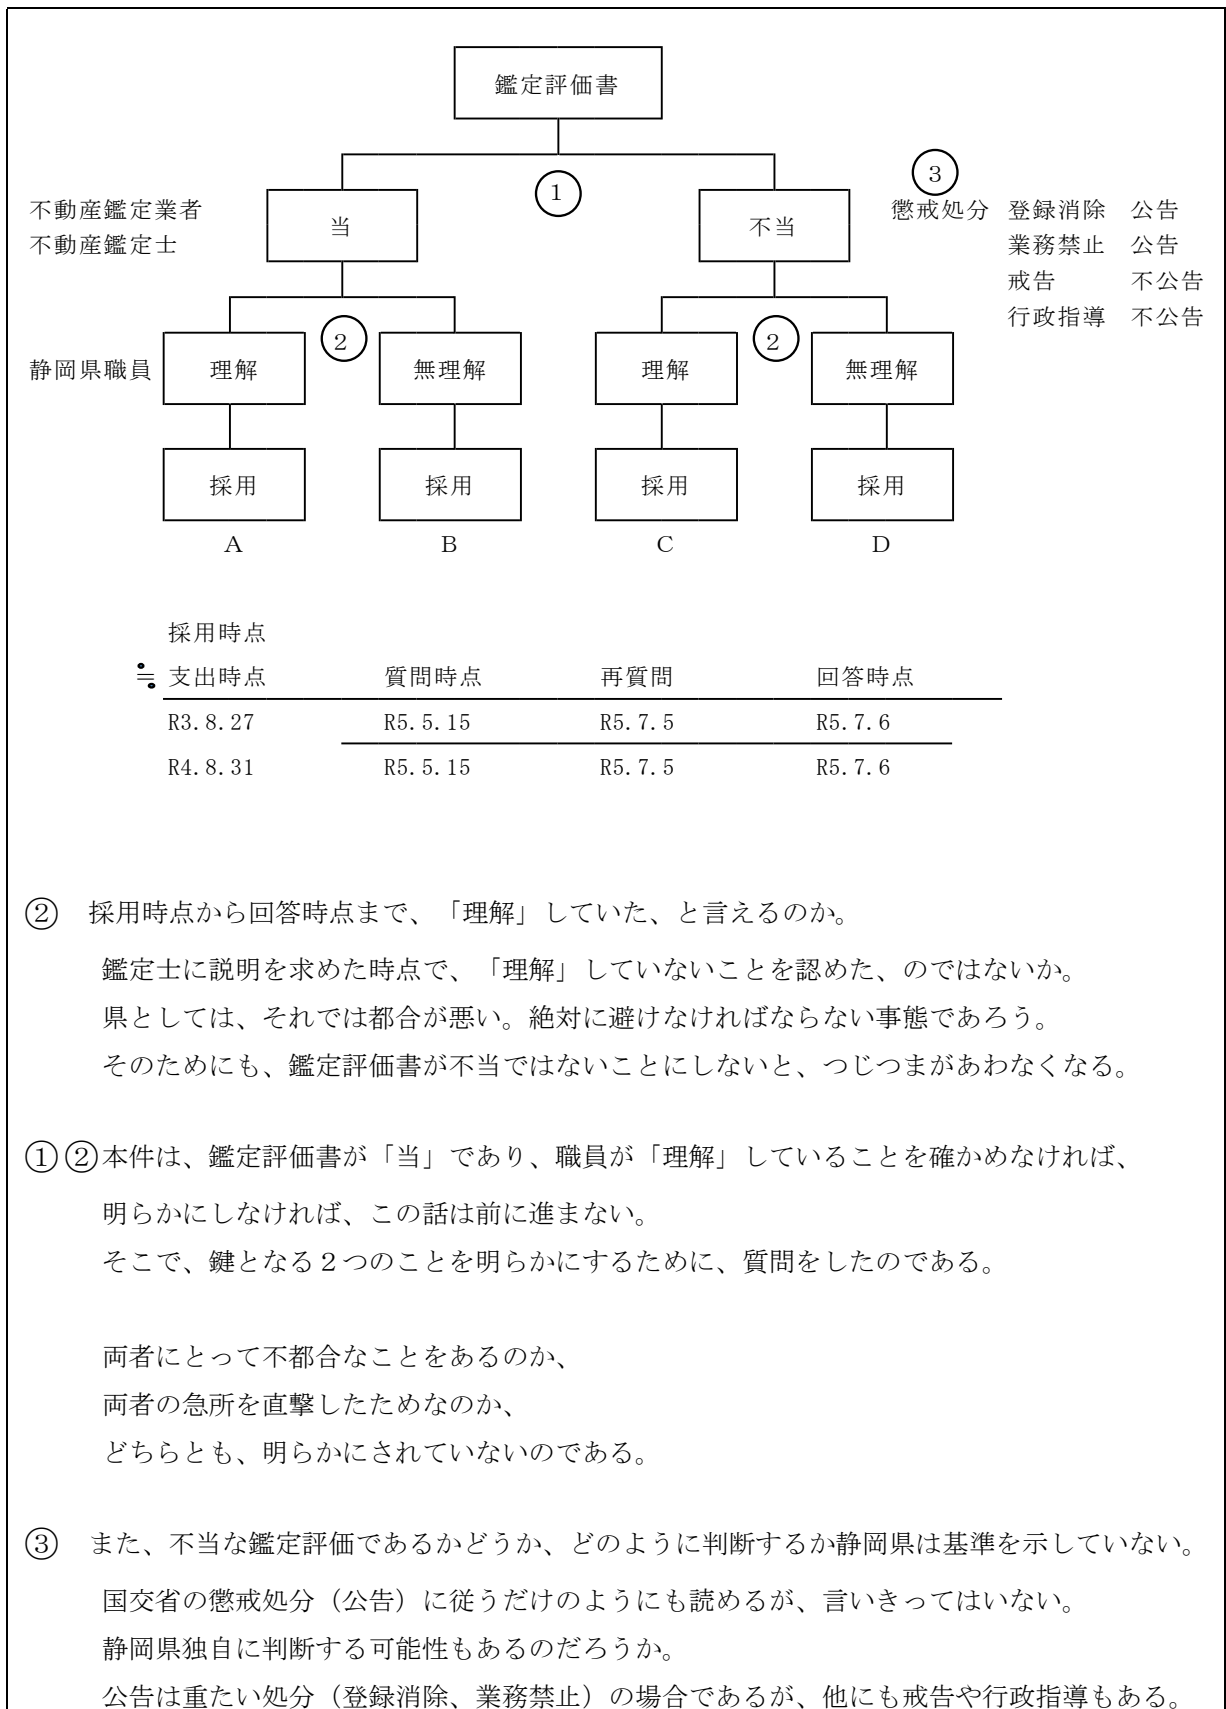 鑑定評価書
①
③
不動産鑑定業者
不動産鑑定士
当
不当
懲戒処分 登録消除 公告
業務禁止 公告
戒告 不公告
行政指導 不公告
②
②
静岡県職員
理解
無理解
理解
無理解
採用
採用
採用
採用
A
B
C
D
採用時点
≒ 支出時点 質問時点 再質問 回答時点
R3.8.27 R5.5.15 R5.7.5 R5.7.6
R4.8.31 R5.5.15 R5.7.5 R5.7.6
② 採用時点から回答時点まで、「理解」していた、と言えるのか。
鑑定士に説明を求めた時点で、「理解」していないことを認めた、のではないか。
県としては、それでは都合が悪い。絶対に避けなければならない事態であろう。
そのためにも、鑑定評価書が不当ではないことにしないと、つじつまがあわなくなる。
①②本件は、鑑定評価書が「当」であり、職員が「理解」していることを確かめなければ、
明らかにしなければ、この話は前に進まない。
そこで、鍵となる２つのことを明らかにするために、質問をしたのである。
両者にとって不都合なことをあるのか、
両者の急所を直撃したためなのか、
どちらとも、明らかにされていないのである。
③ また、不当な鑑定評価であるかどうか、どのように判断するか静岡県は基準を示していない。
国交省の懲戒処分（公告）に従うだけのようにも読めるが、言いきってはいない。
静岡県独自に判断する可能性もあるのだろうか。
公告は重たい処分（登録消除、業務禁止）の場合であるが、他にも戒告や行政指導もある。